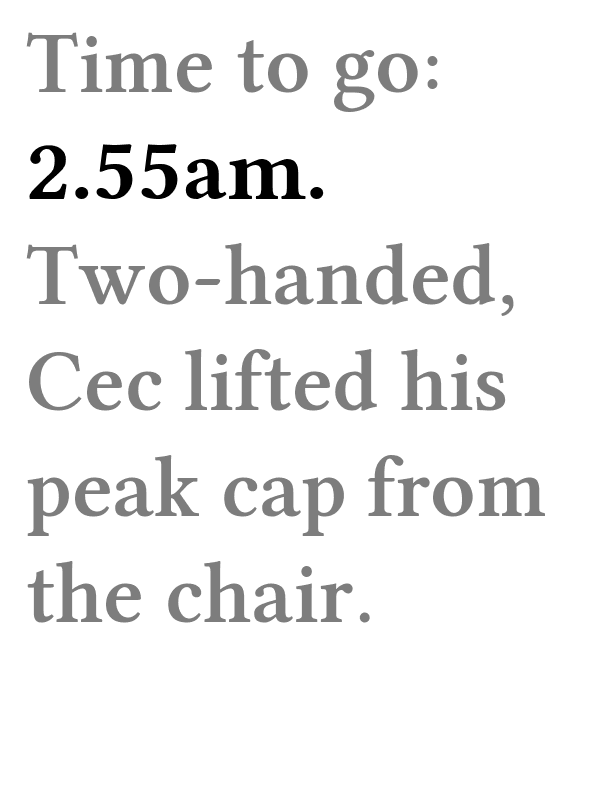 Time to go:
2.55am.
Two-handed,
Cec lifted his
peak cap from
the chair.